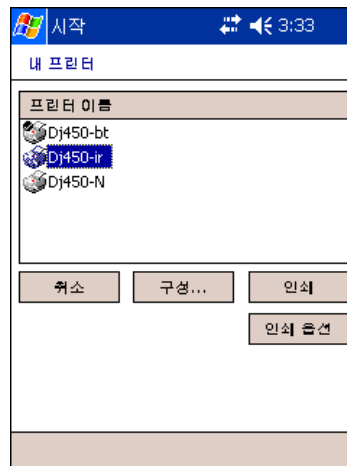 시작 3:33
내 프린터
프린터 이름
Dj450-bt
Dj450-ir
Dj450-N
취소 구성... 인쇄
인쇄 옵션